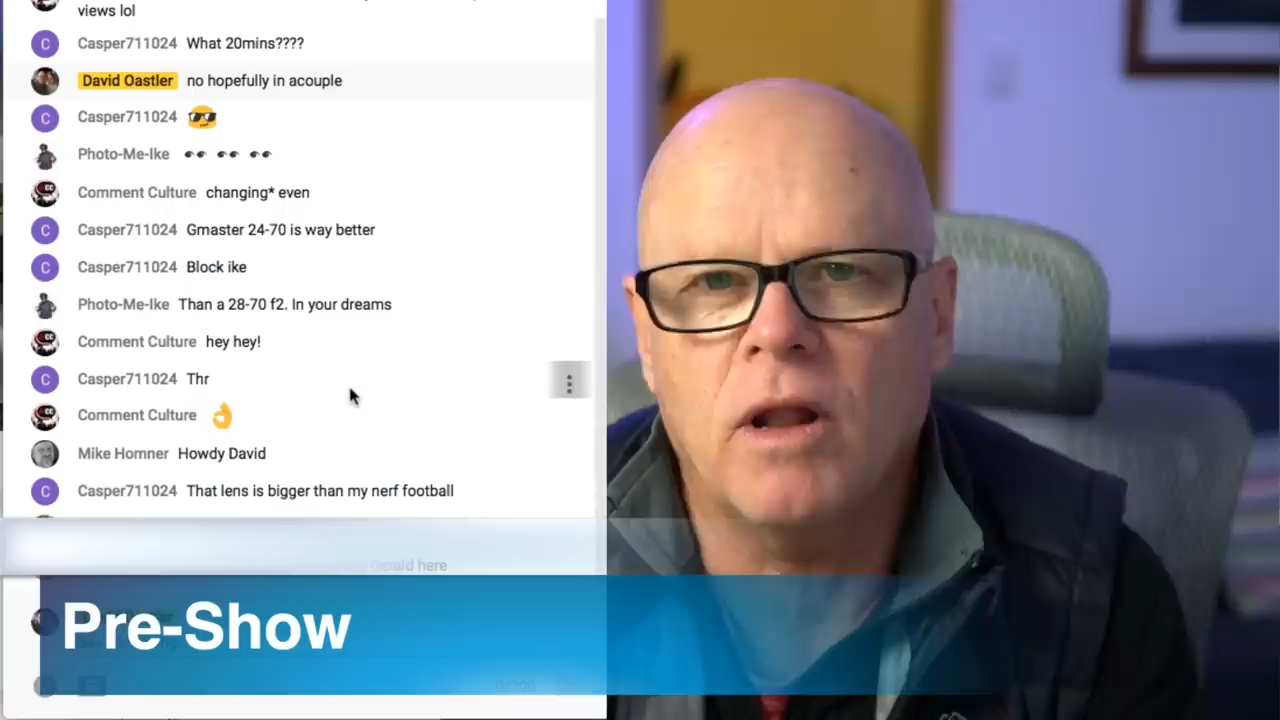 views lol
Casper711024 What 20mins????
David Oastler no hopefully in acouple
C Casper711024 😎
Photo-Me-Ike 👀 👀 👀
Comment Culture changing* even
C Casper711024 Gmaster 24-70 is way better
C Casper711024 Block ike
Photo-Me-Ike Than a 28-70 f2. In your dreams
Comment Culture hey hey!
C Casper711024 Thr
Comment Culture 👌
Mike Homner Howdy David
C Casper711024 That lens is bigger than my nerf football
here
Pre-Show
0/200